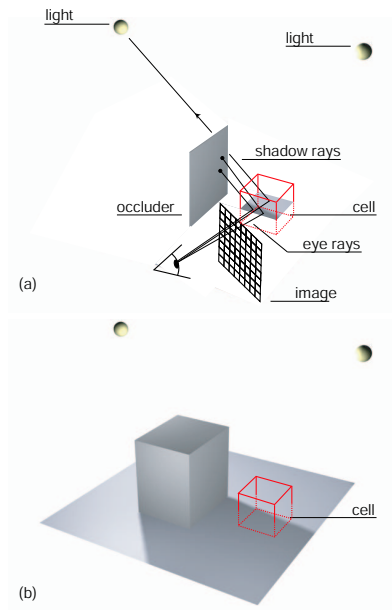 light
light
shadow rays
occluder
cell
eye rays
(a)
image
cell
(b)